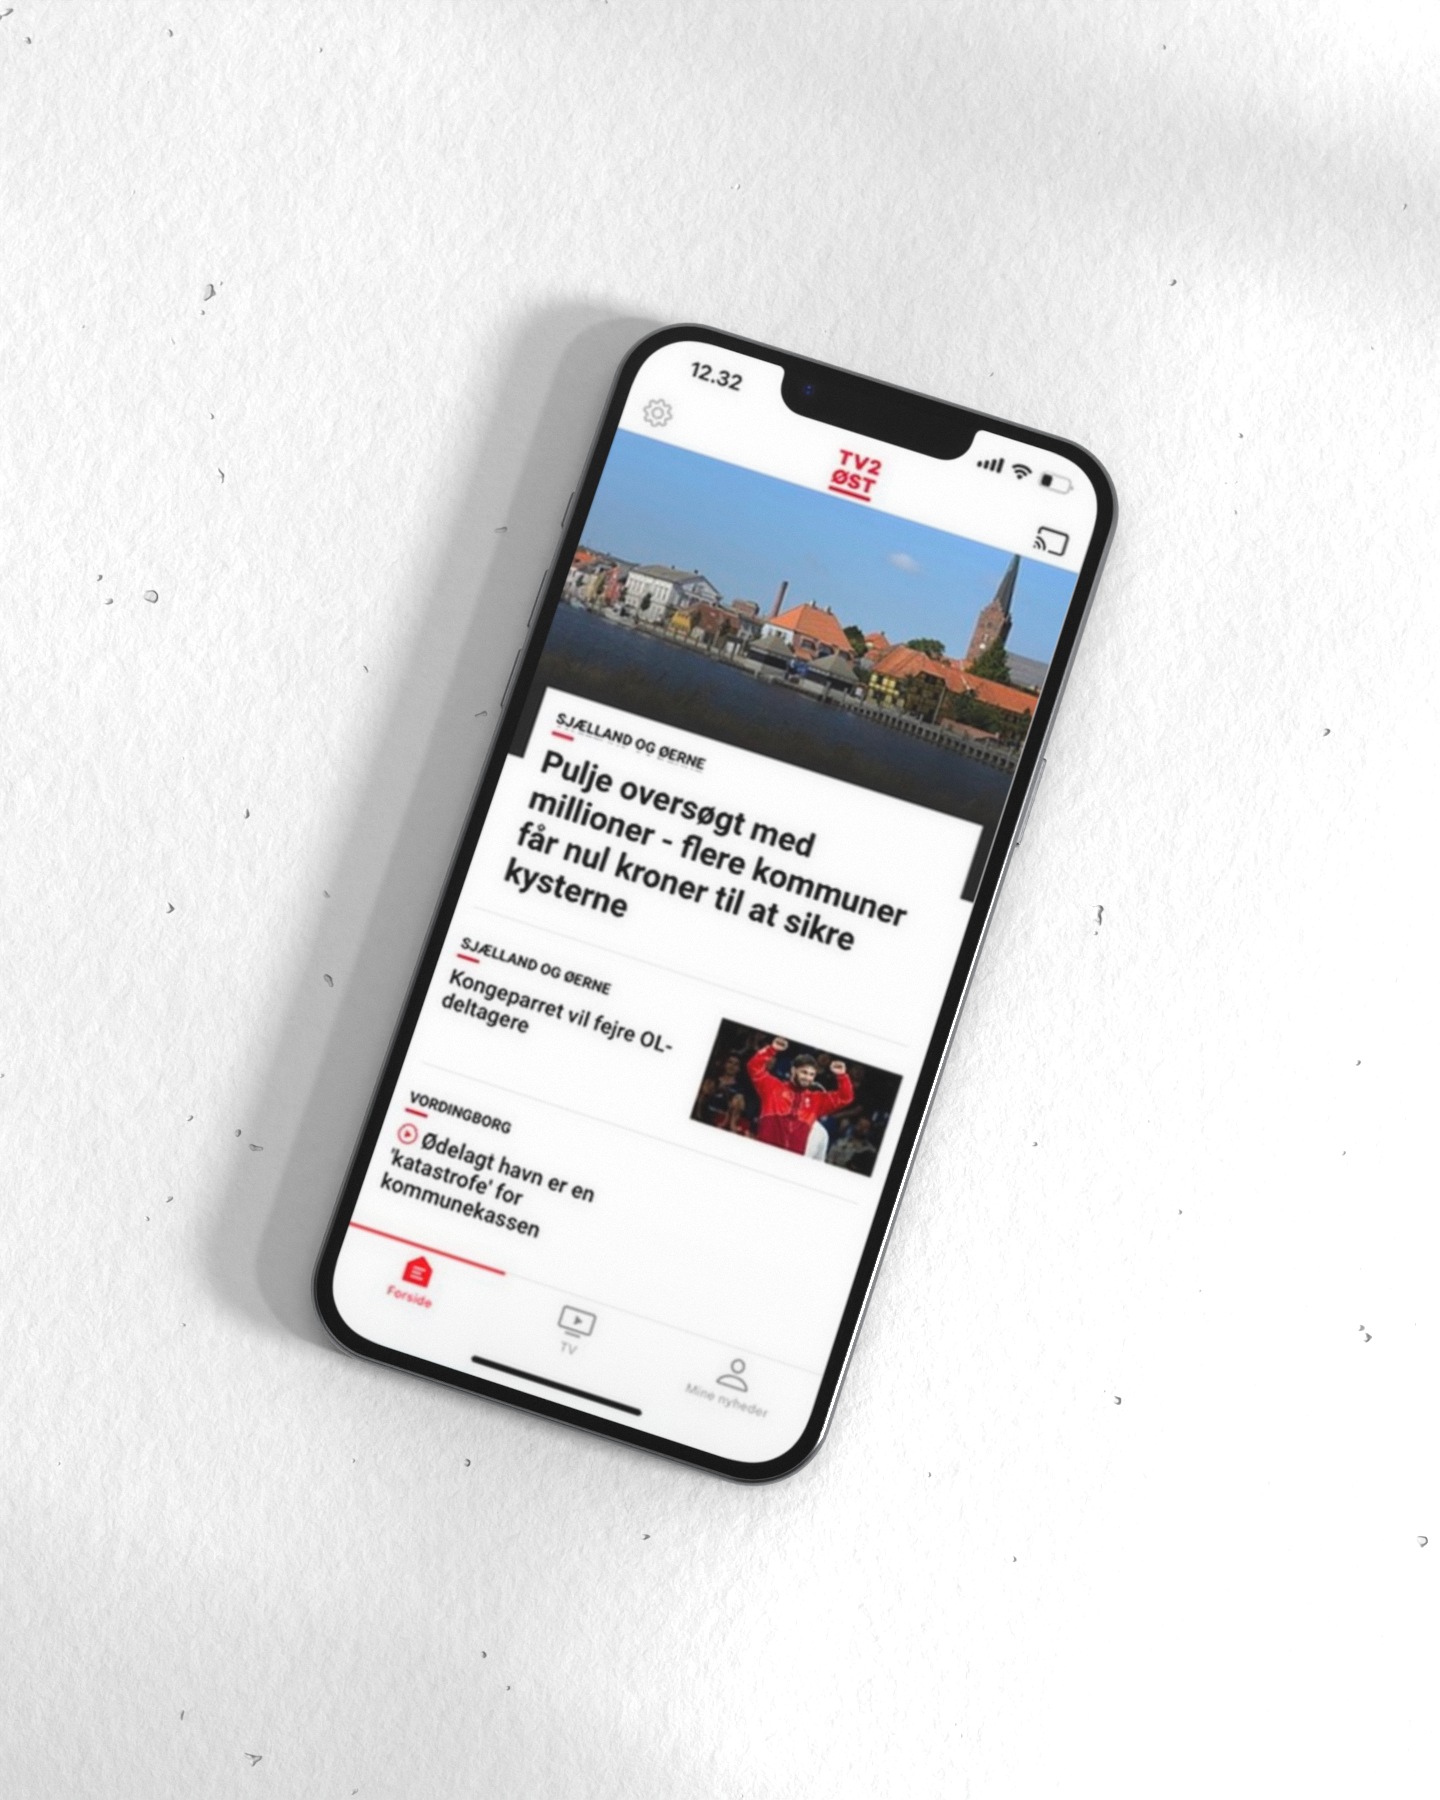 12.32
TV2
ØST
SJÆLLAND OG ØERNE
Pulje oversøgt med
millioner - flere kommuner
får nul kroner til at sikre
kysterne
SJÆLLAND OG ØERNE
Kongeparret vil fejre OL-
deltagere
VORDINGBORG
Ødelagt havn er en
'katastrofe' for
kommunekassen
Forside
TV
Mine nyheder